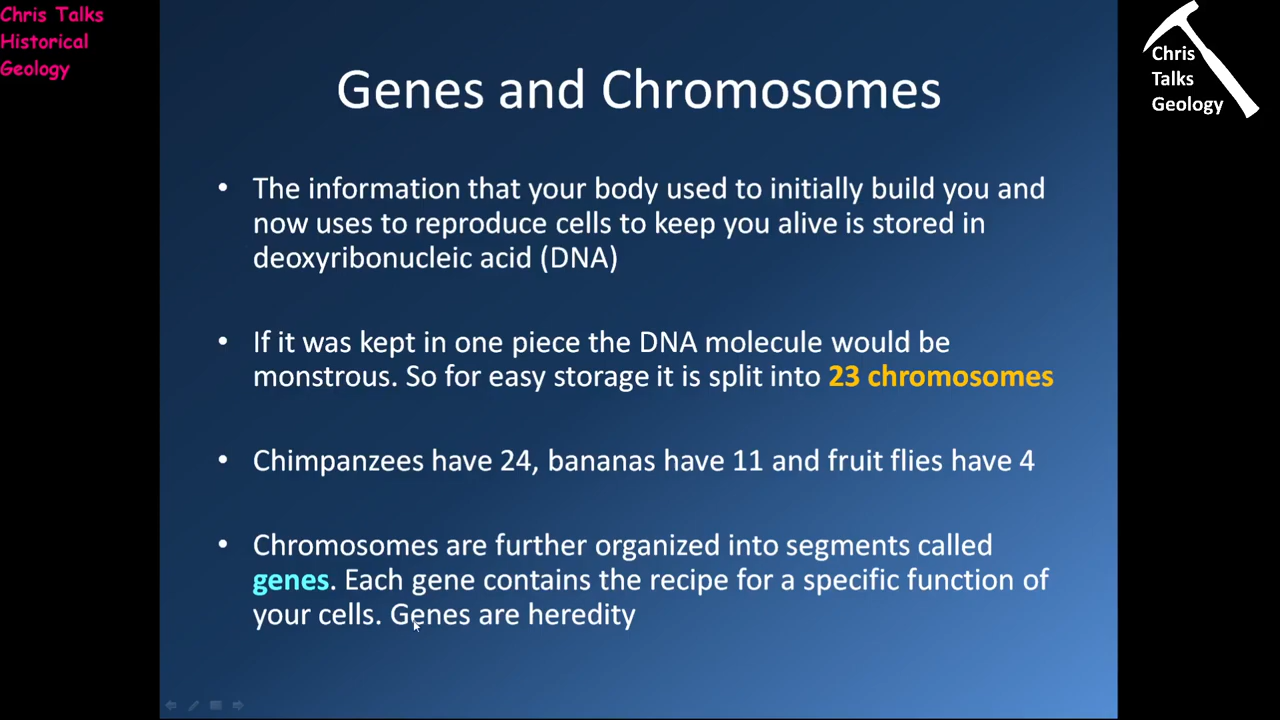 Chris Talks
Historical
Geology
Chris
Talks
Geology
Genes and Chromosomes
• The information that your body used to initially build you and
now uses to reproduce cells to keep you alive is stored in
deoxyribonucleic acid (DNA)
• If it was kept in one piece the DNA molecule would be
monstrous. So for easy storage it is split into 23 chromosomes
• Chimpanzees have 24, bananas have 11 and fruit flies have 4
• Chromosomes are further organized into segments called
genes. Each gene contains the recipe for a specific function of
your cells. Genes are heredity